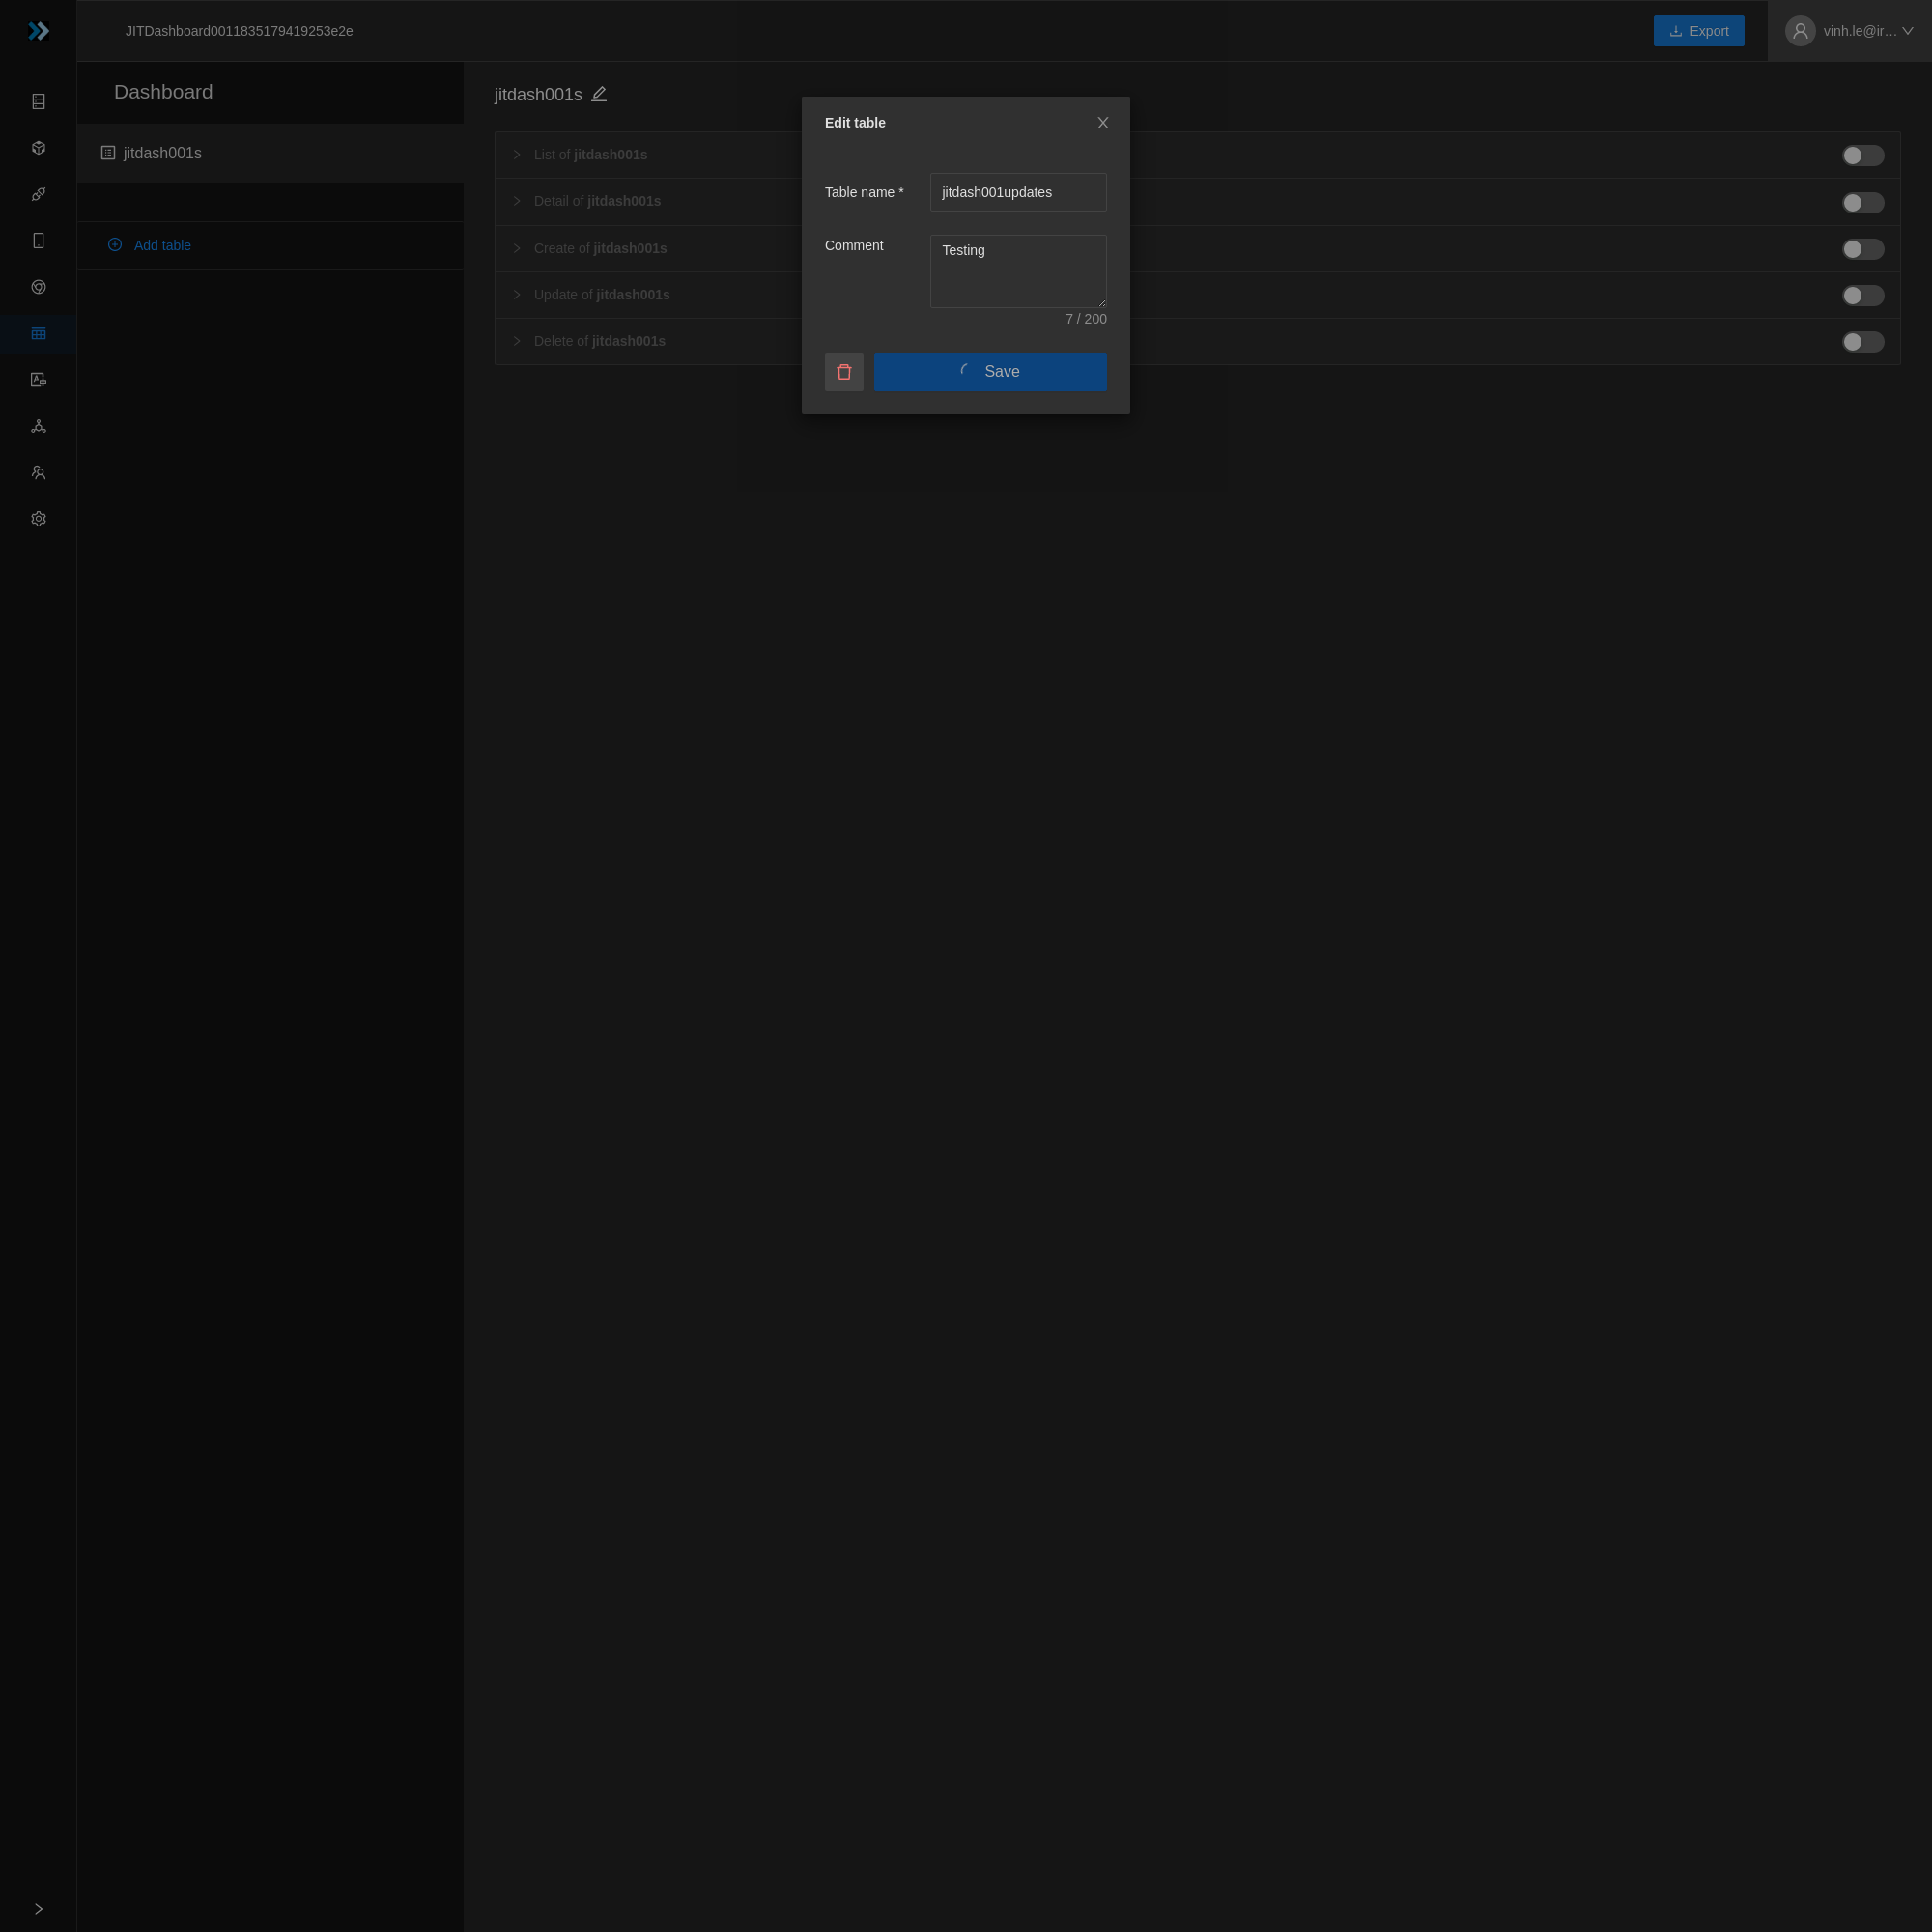 JITDashboard0011835179419253e2e
Export
vinh.le@ir…
Dashboard
jitdash001s
Add table
jitdash001s
List of jitdash001s
Detail of jitdash001s
Create of jitdash001s
Update of jitdash001s
Delete of jitdash001s
Edit table
Table name *
jitdash001updates
Comment
Testing
7 / 200
Save